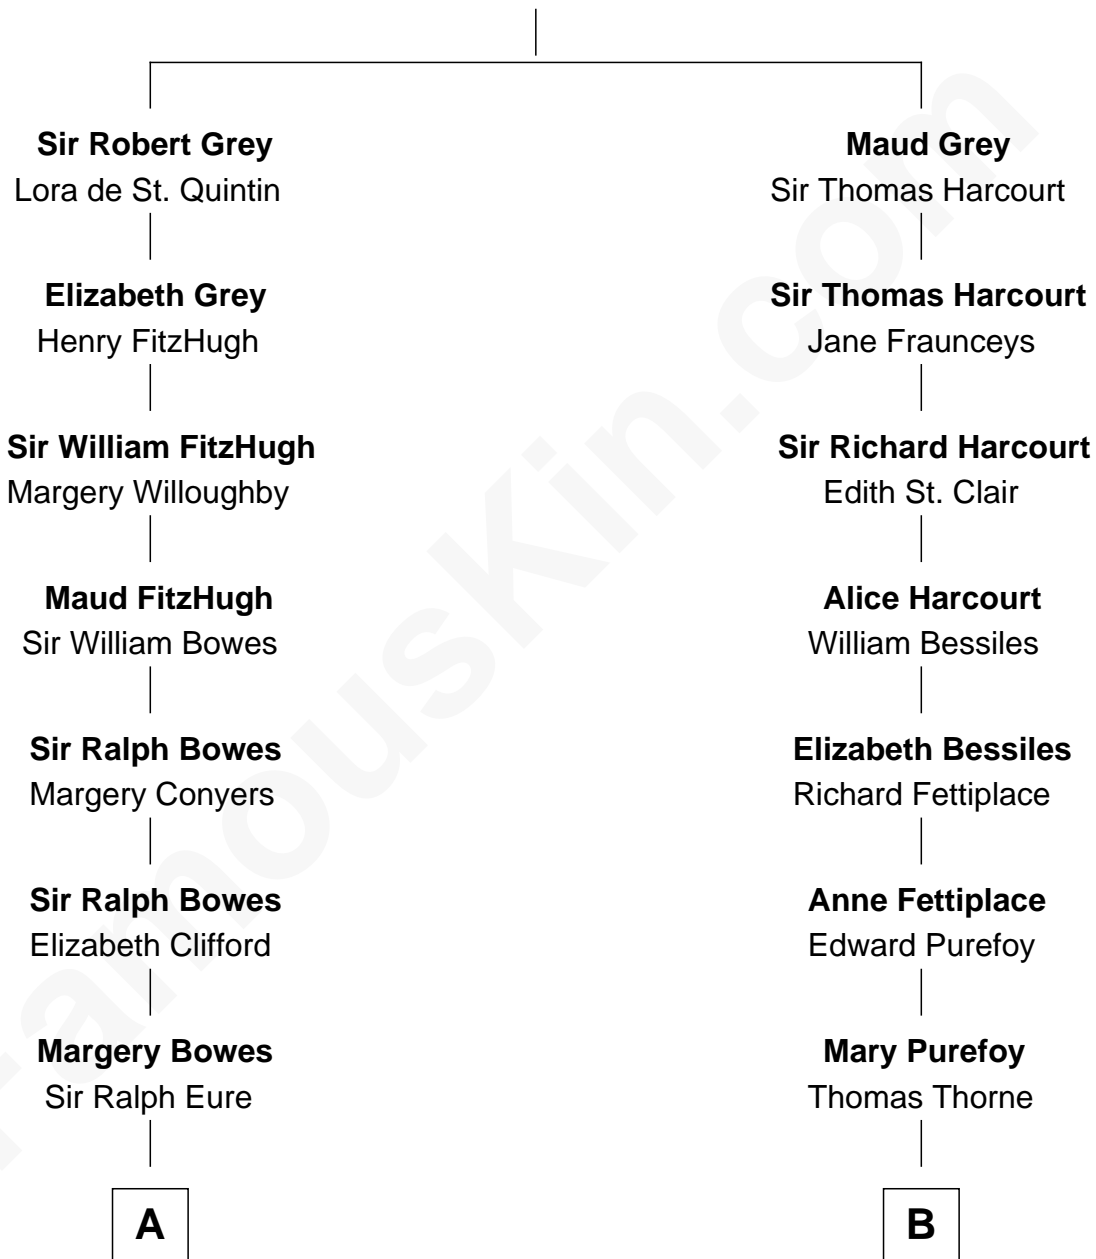 Sir Robert Grey
Lora de St. Quintin
Elizabeth Grey
Henry FitzHugh
Sir William FitzHugh
Margery Willoughby
Maud FitzHugh
Sir William Bowes
Sir Ralph Bowes
Margery Conyers
Sir Ralph Bowes
Elizabeth Clifford
Margery Bowes
Sir Ralph Eure
A
Maud Grey
Sir Thomas Harcourt
Sir Thomas Harcourt
Jane Fraunceys
Sir Richard Harcourt
Edith St. Clair
Alice Harcourt
William Bessiles
Elizabeth Bessiles
Richard Fettiplace
Anne Fettiplace
Edward Purefoy
Mary Purefoy
Thomas Thorne
B
FamousKin.com